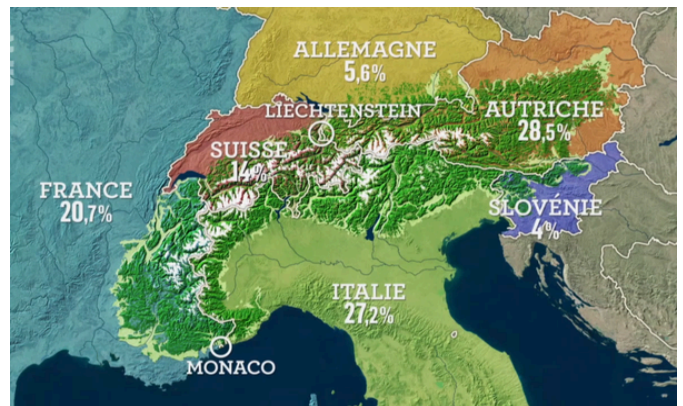 ALLEMAGNE
5,6%
LIECHTENSTEIN
AUTRICHE
28,5%
SUISSE
14%
FRANCE
20,7%
SLOVÉNIE
4%
ITALIE
27,2%
MONACO